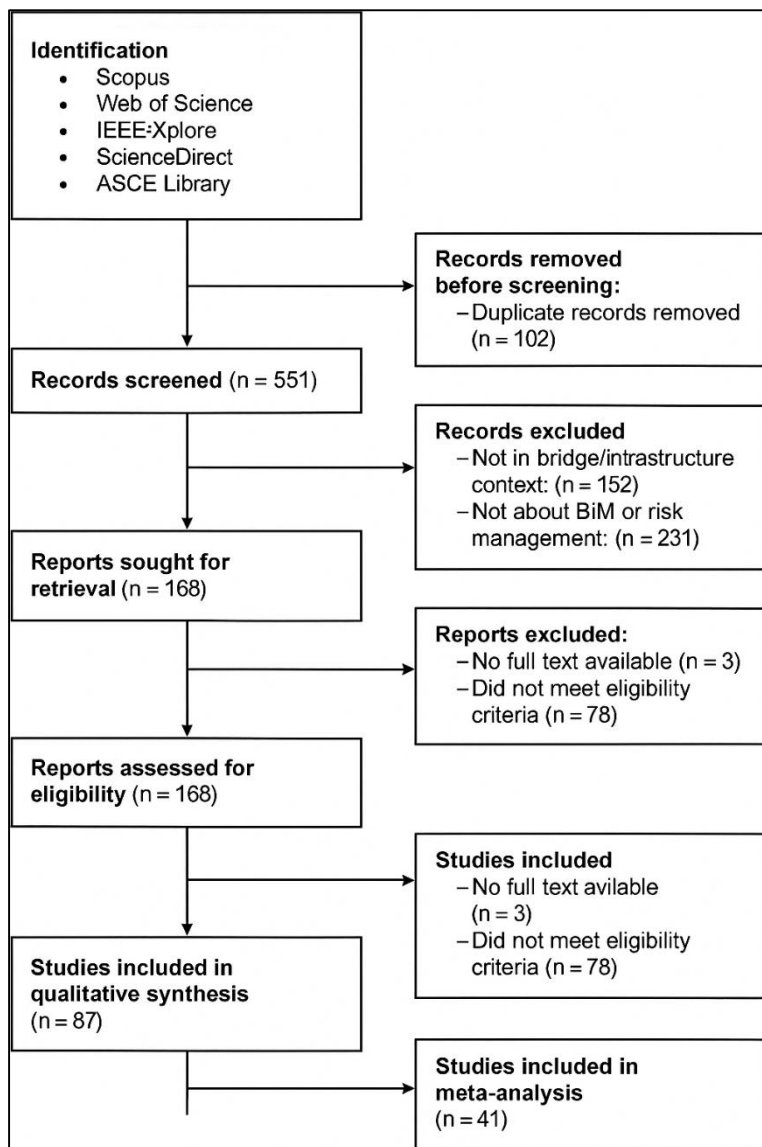 Identification
• Scopus
• Web of Science
• IEEE:Xplore
• ScienceDirect
• ASCE Library
Records removed
before screening:
– Duplicate records removed
(n = 102)
Records screened (n = 551)
Records excluded
– Not in bridge/intrastructure
context: (n = 152)
– Not about BiM or risk
management: (n = 231)
Reports sought for
retrieval (n = 168)
Reports excluded:
– No full text available (n = 3)
– Did not meet eligibility
criteria (n = 78)
Reports assessed for
eligibility (n = 168)
Studies included
– No full text avilable
(n = 3)
– Did not meet eligibility
criteria (n = 78)
Studies included in
qualitative synthesis
(n = 87)
Studies included in
meta-analysis
(n = 41)